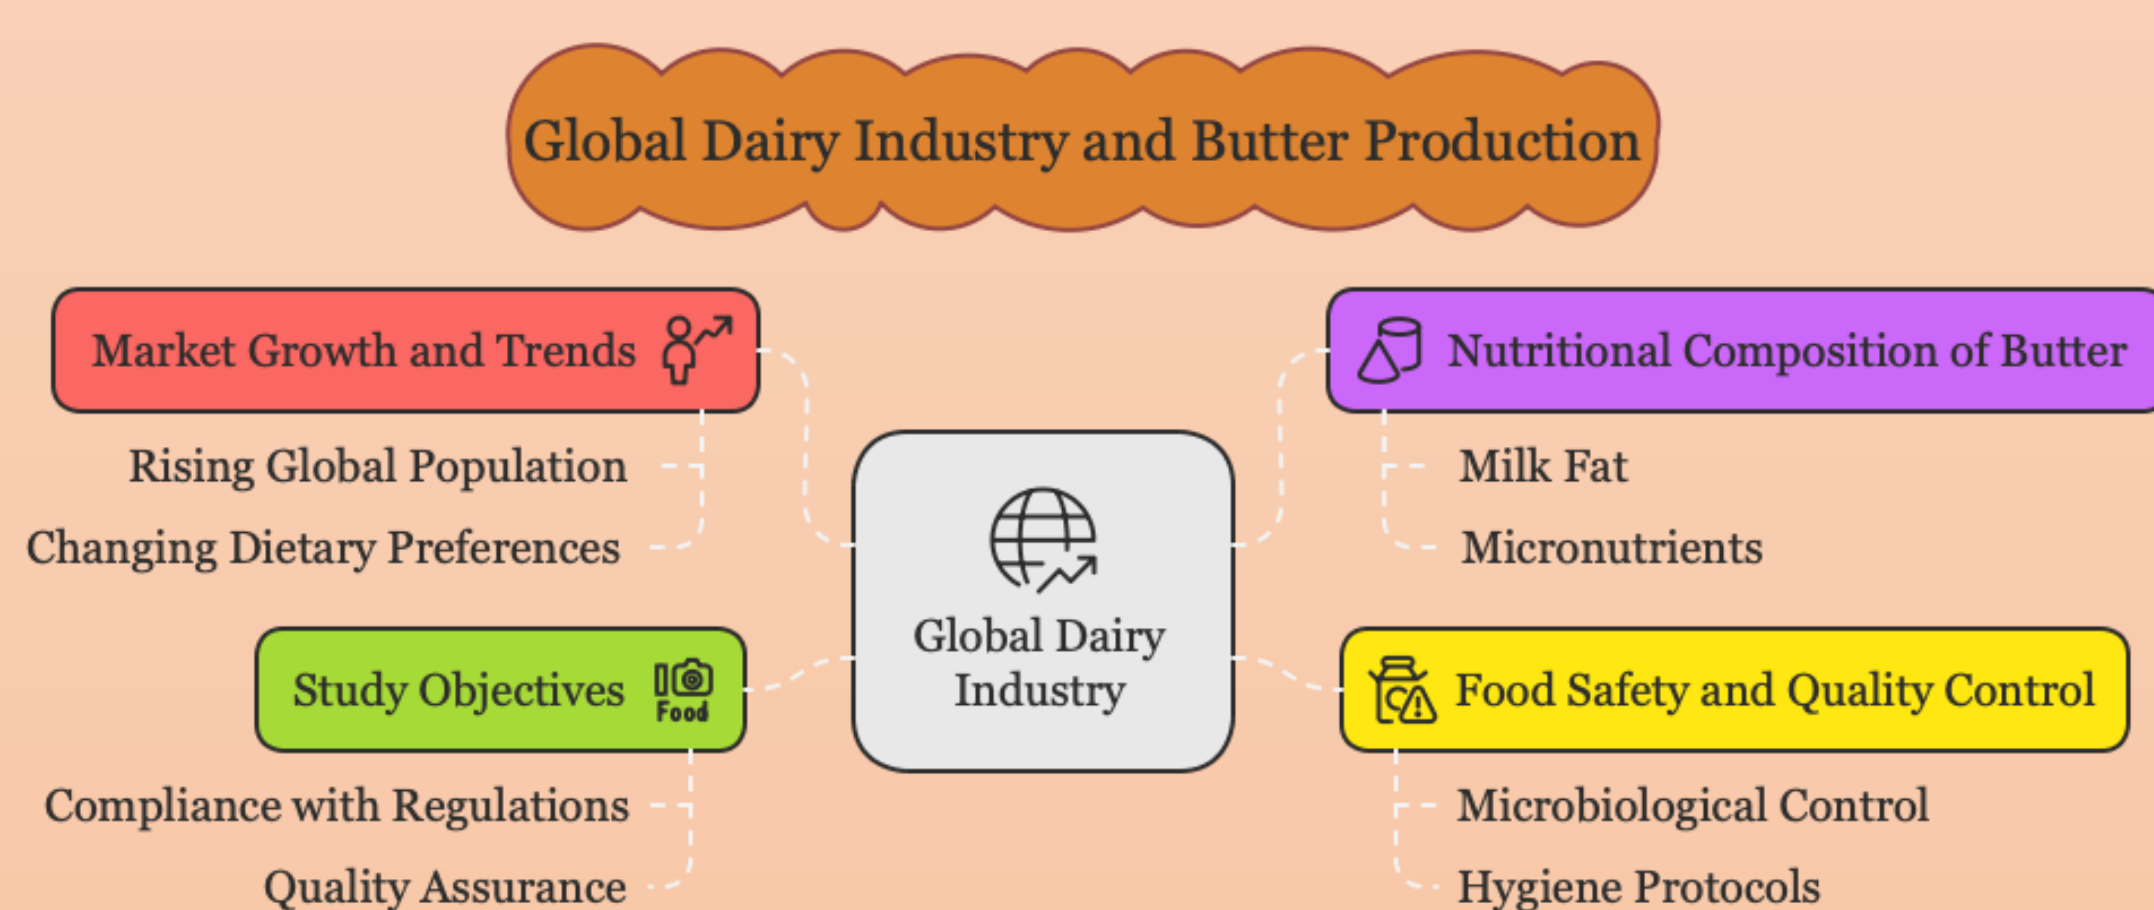 Global Dairy Industry and Butter Production
Market Growth and Trends
Rising Global Population
Changing Dietary Preferences
Study Objectives
Food
Compliance with Regulations
Quality Assurance
Global Dairy
Industry
Nutritional Composition of Butter
Milk Fat
Micronutrients
Food Safety and Quality Control
Microbiological Control
Hygiene Protocols